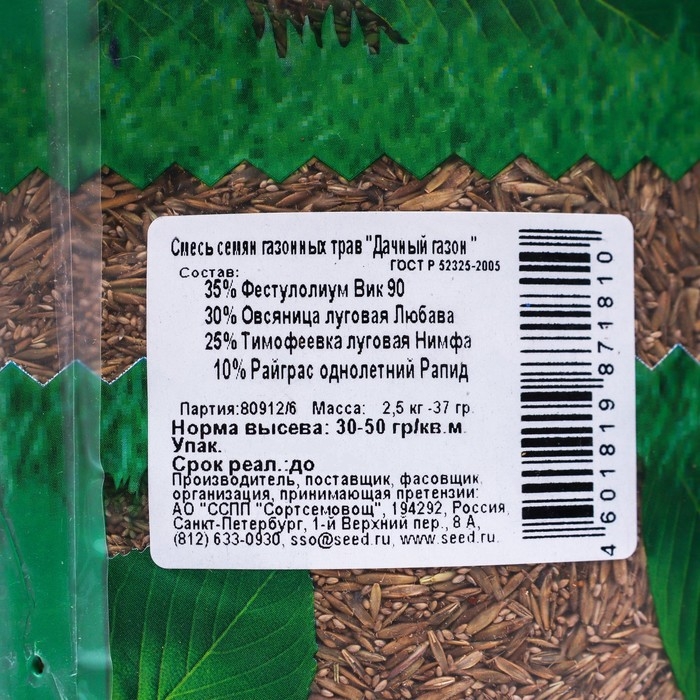 Смесь семян газонных трав "Дачный газон"
ГОСТ Р 52325-2005
Состав:
35% Фестулолиум Вик 90
30% Овсяница луговая Любава
25% Тимофеевка луговая Нимфа
10% Райграс однолетний Рапид
Партия:80912/6 Масса: 2,5 кг -37 гр.
Норма высева: 30-50 гр/кв.м.
Упак.
Срок реал.:до
Производитель, поставщик, фасовщик,
организация, принимающая претензии:
АО "ССПП "Сортсемовощ", 194292, Россия,
Санкт-Петербург, 1-й Верхний пер., 8 А,
(812) 633-0930, sso@seed.ru, www.seed.ru.
4 601819 871810